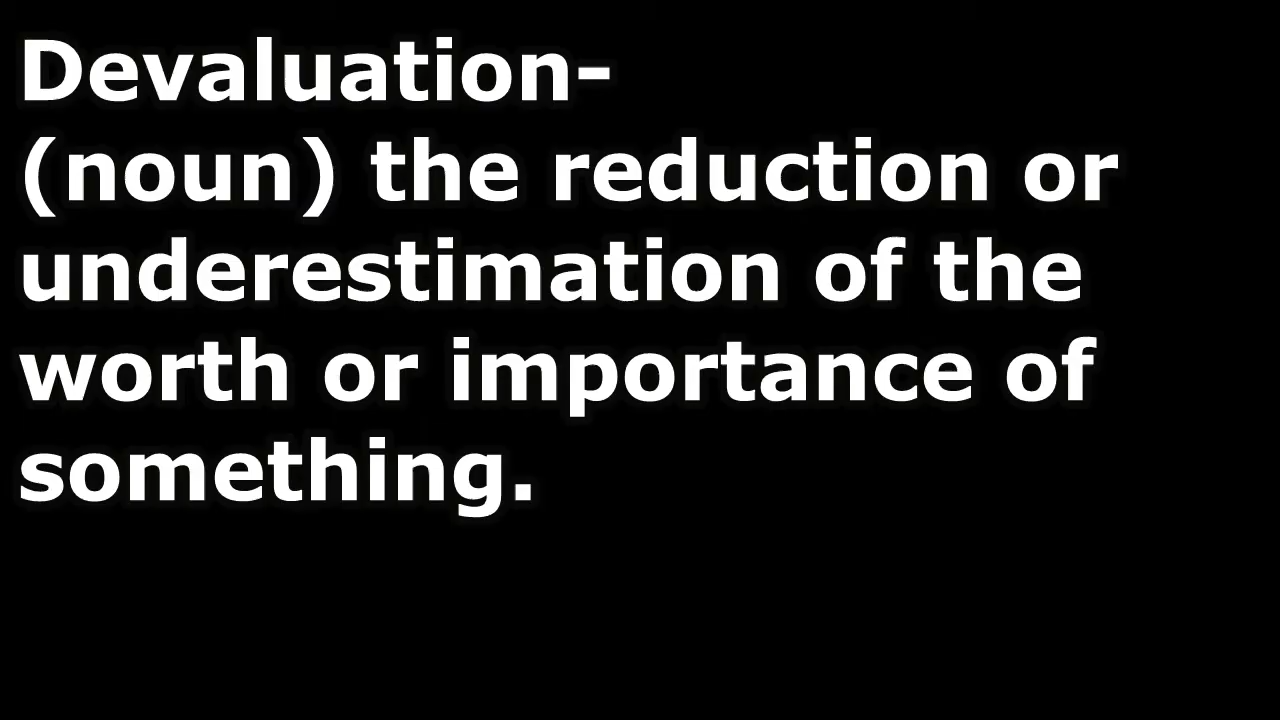 Devaluation-
(noun) the reduction or
underestimation of the
worth or importance of
something.